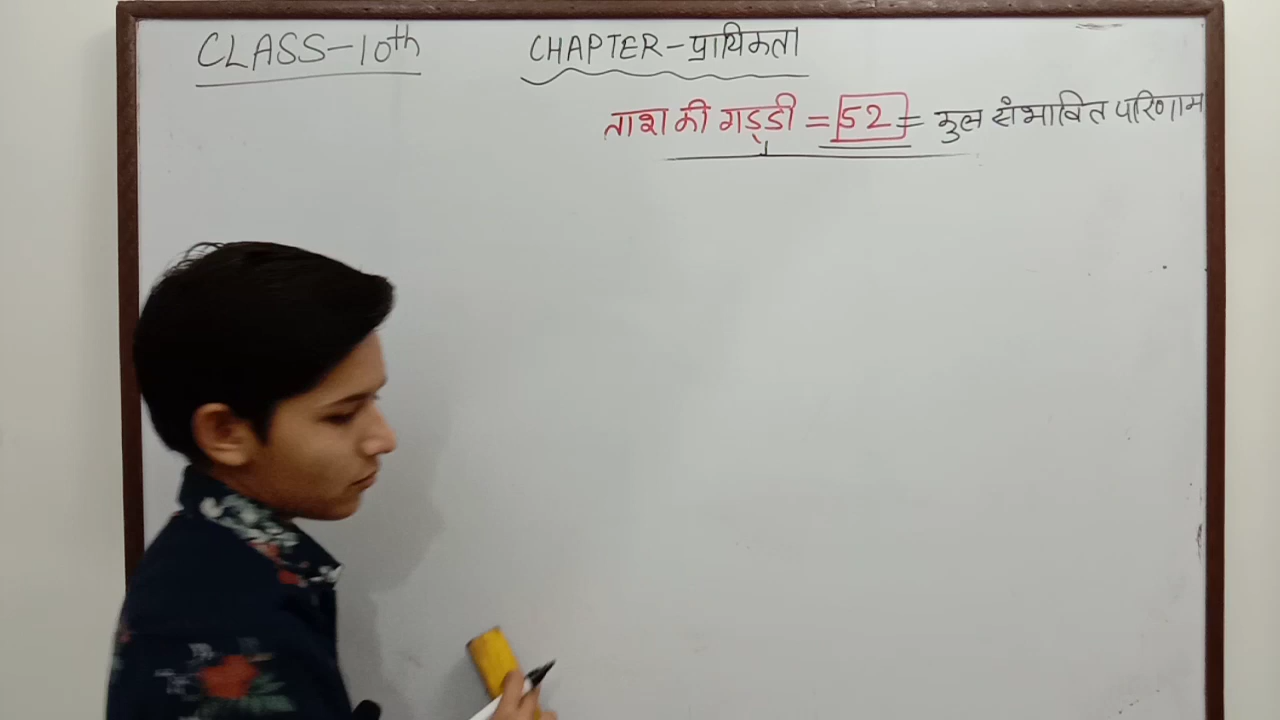 CLASS-10th CHAPTER-प्रायिकता
ताश की गड्डी = 52 = कुल संभावित परिणाम